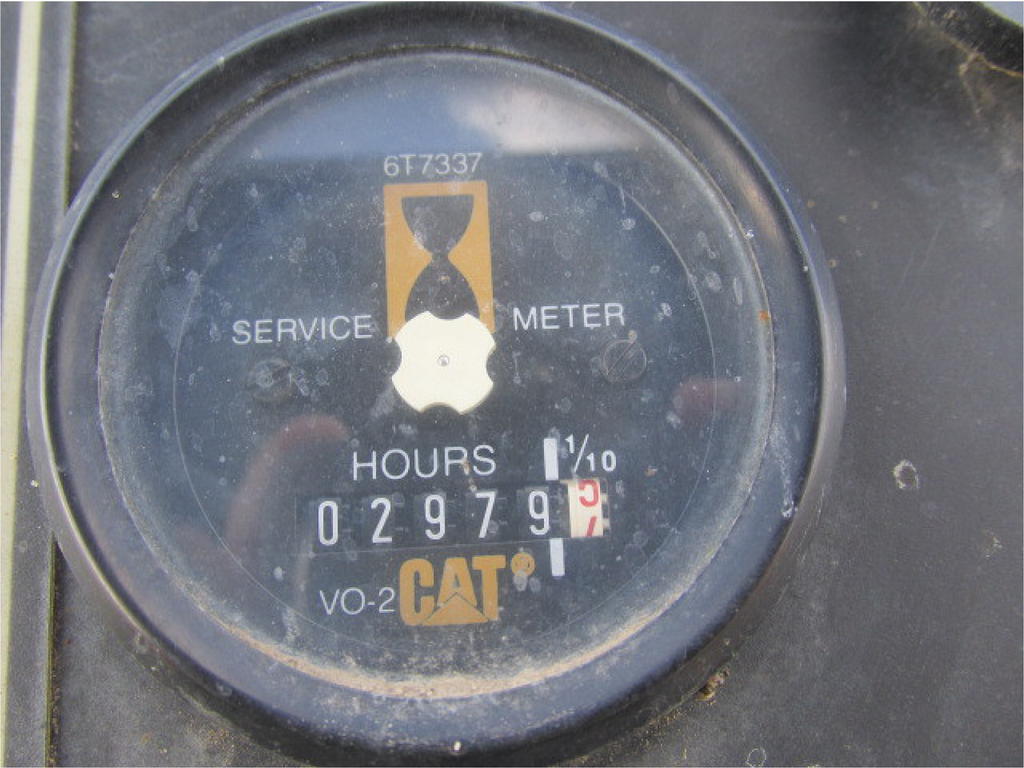 6T7337
SERVICE METER
HOURS 1/10
02979
VO-2 CAT®